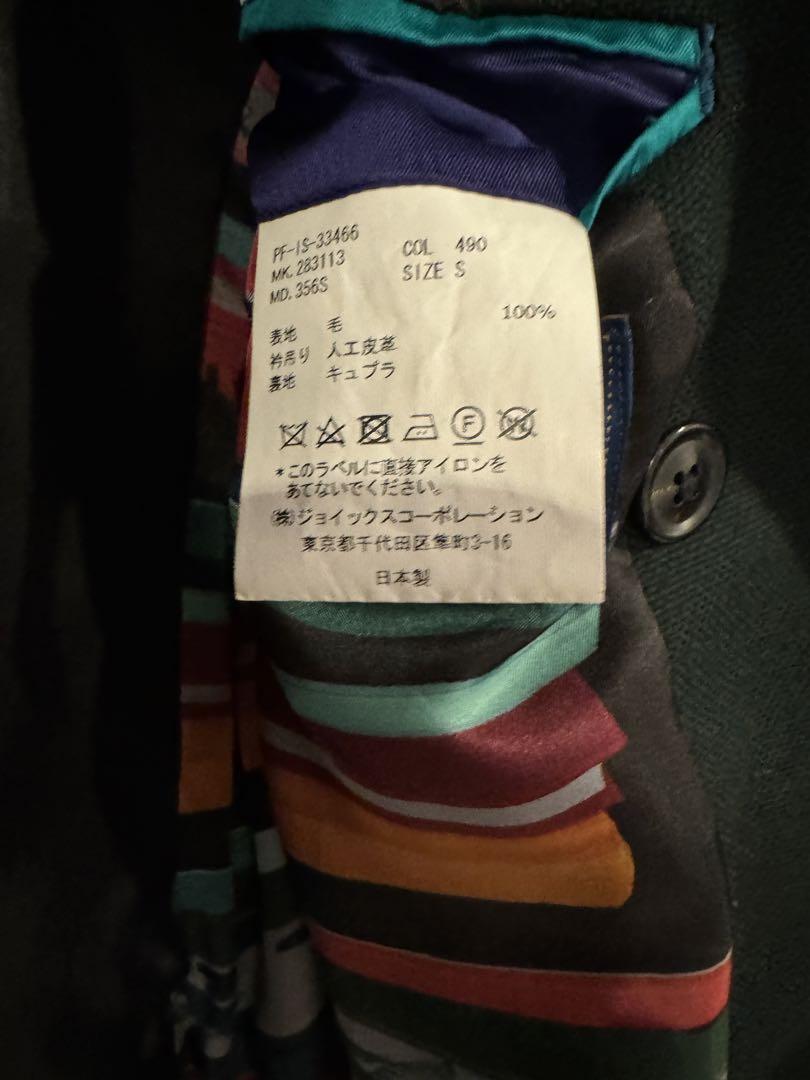 PF-IS-33466
MK.283113
MD.356S
COL 490
SIZE S
100%
表地 毛
衿吊り 人工皮革
裏地 キュプラ
F
W
*このラベルに直接アイロンを
あてないでください。
(株)ジョイックスコーポレーション
東京都千代田区隼町3-16
日本製